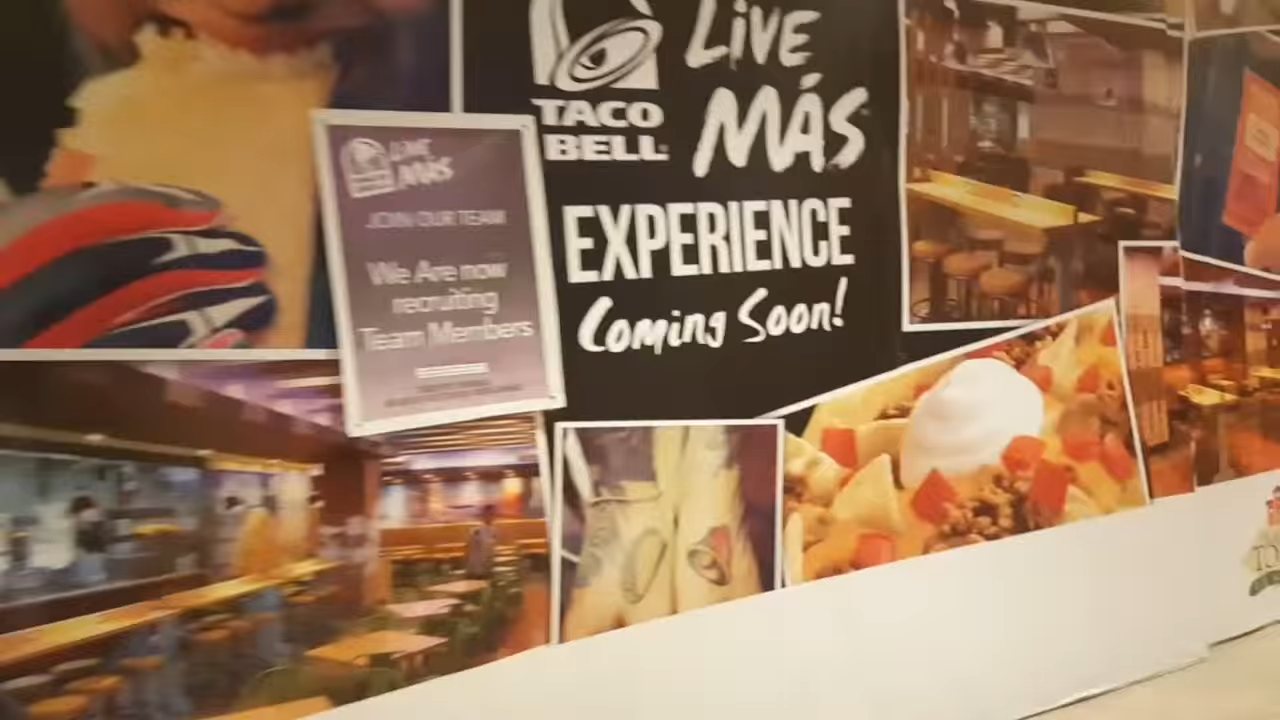 LIVE
MÁS
TACO
BELL
EXPERIENCE
Coming Soon!
LIVE
MÁS
JOIN OUR TEAM
We Are now
recruiting
Team Members